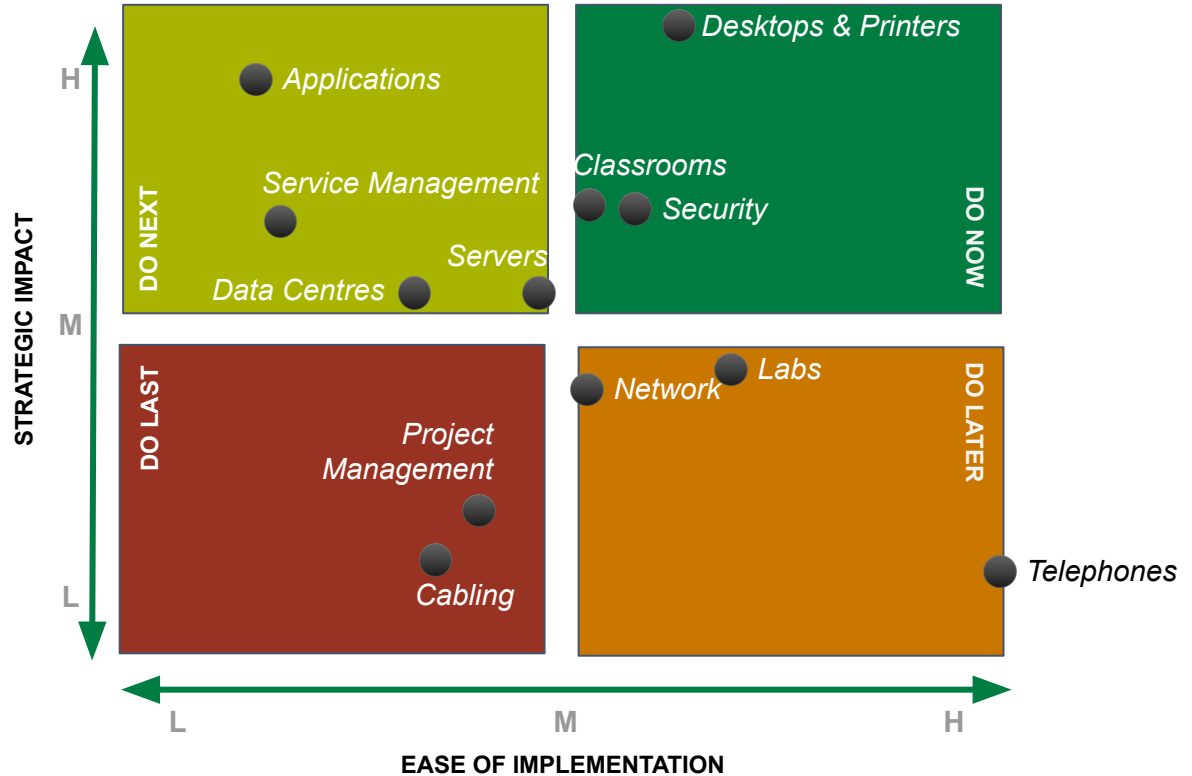 Desktops & Printers
H
Applications
Classrooms
Service Management
Security
DO NEXT
DO NOW
Servers
Data Centres
STRATEGIC IMPACT
M
DO LAST
DO LATER
Labs
Network
Project
Management
Telephones
Cabling
L
L
M
H
EASE OF IMPLEMENTATION